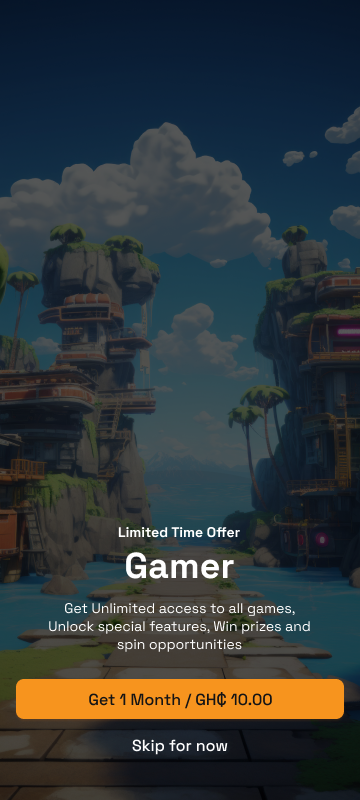 Limited Time Offer
Gamer
Get Unlimited access to all games,
Unlock special features, Win prizes and
spin opportunities
Get 1 Month / GH₵ 10.00
Skip for now